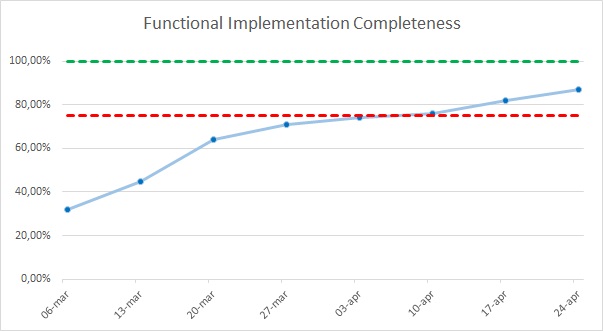 Functional Implementation Completeness
100,00%
80,00%
60,00%
40,00%
20,00%
0,00%
06-mar
13-mar
20-mar
27-mar
03-apr
10-apr
17-apr
24-apr